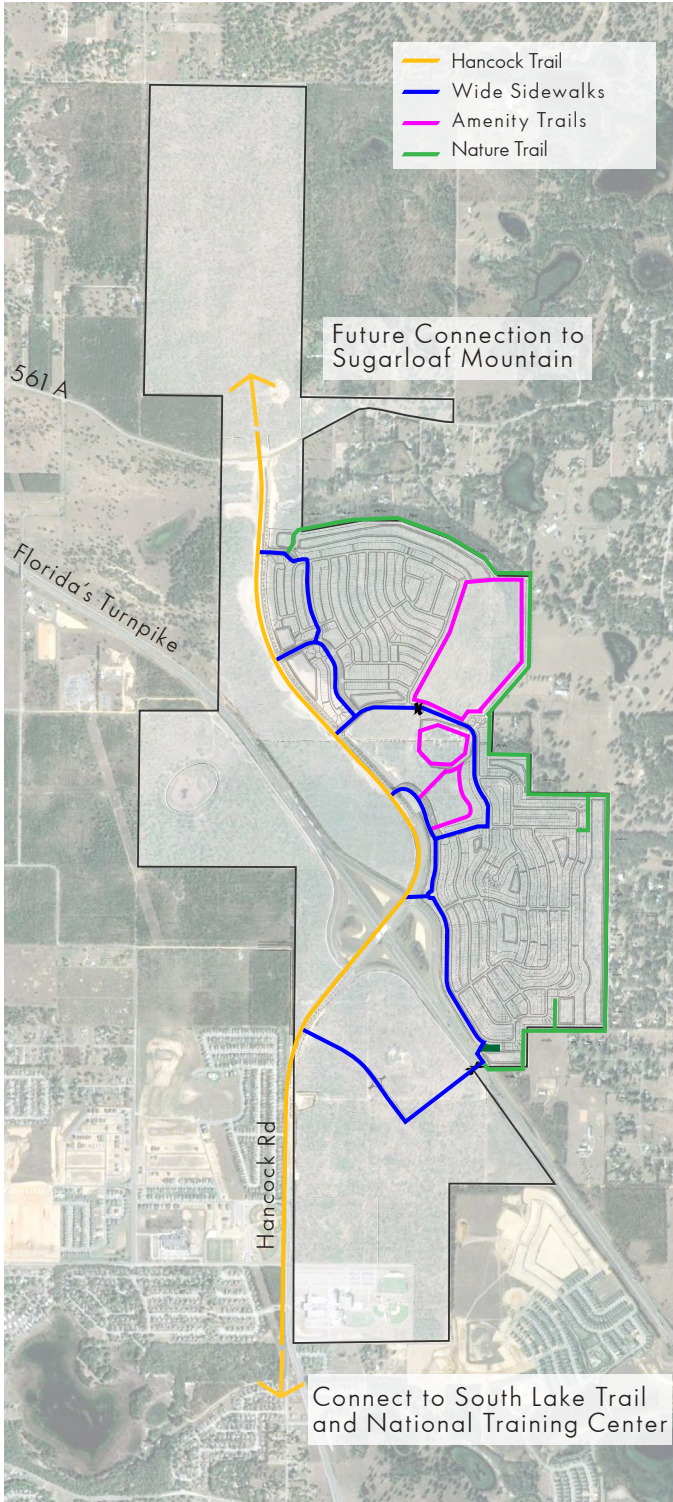 Hancock Trail
Wide Sidewalks
Amenity Trails
Nature Trail
Future Connection to
Sugarloaf Mountain
561 A
Florida's Turnpike
Hancock Rd
Connect to South Lake Trail
and National Training Center